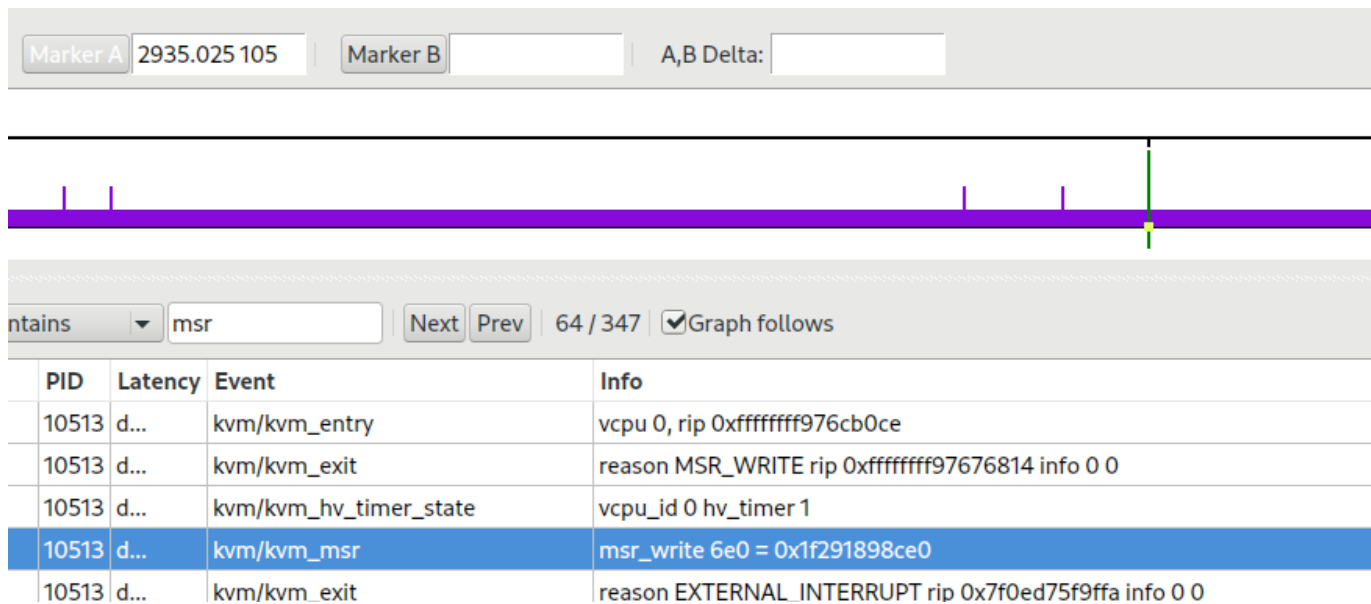 Marker A 2935.025105 Marker B A,B Delta:
ntains msr Next Prev 64 / 347 Graph follows
PID Latency Event Info
10513 d... kvm/kvm_entry vcpu 0, rip 0xffffffff976cb0ce
10513 d... kvm/kvm_exit reason MSR_WRITE rip 0xffffffff97676814 info 0 0
10513 d... kvm/kvm_hv_timer_state vcpu_id 0 hv_timer 1
10513 d... kvm/kvm_msr msr_write 6e0 = 0x1f291898ce0
10513 d... kvm/kvm_exit reason EXTERNAL_INTERRUPT rip 0x7f0ed75f9ffa info 0 0